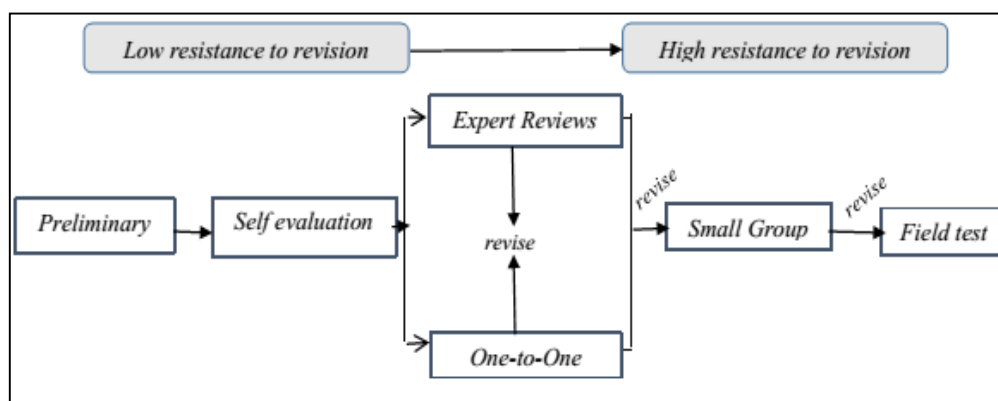 Low resistance to revision
High resistance to revision
Expert Reviews
revise
revise
Preliminary
Self evaluation
revise
Small Group
Field test
One-to-One